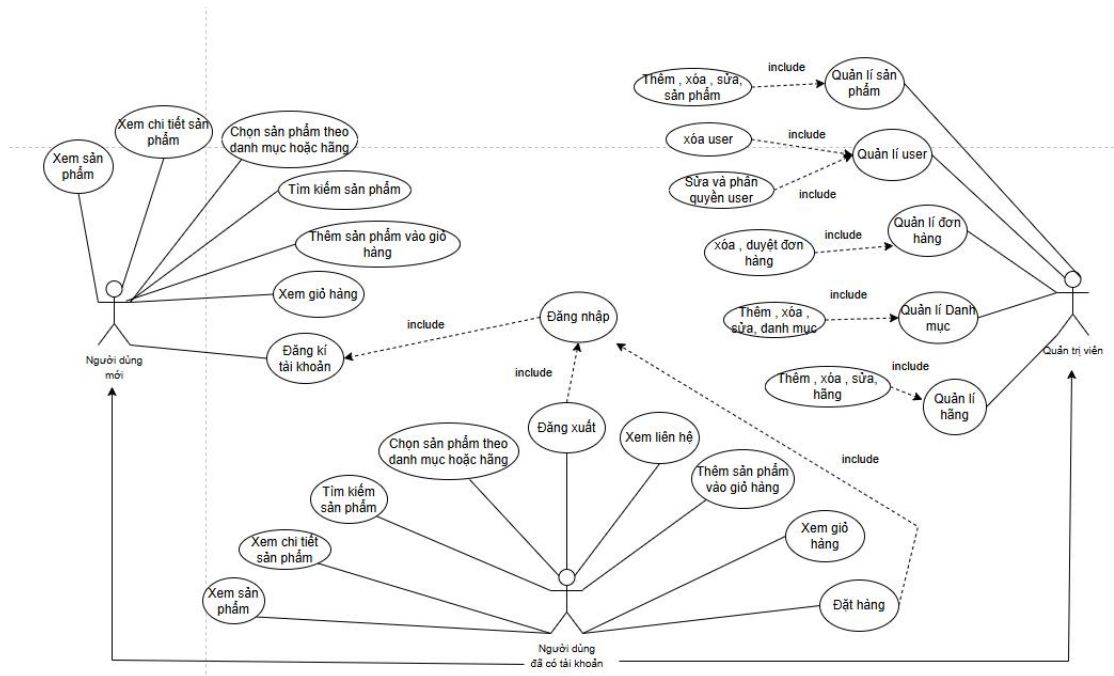 Xem sản
phẩm
Xem chi tiết sản
phẩm
Chọn sản phẩm theo
danh mục hoặc hãng
Tìm kiếm sản phẩm
Thêm sản phẩm vào giỏ
hàng
Xem giỏ hàng
Đăng kí
tài khoản
Người dùng
mới
include
Đăng nhập
include
Đăng xuất
Xem liên hệ
Chọn sản phẩm theo
danh mục hoặc hãng
Thêm sản phẩm
vào giỏ hàng
include
Tìm kiếm
sản phẩm
Xem giỏ
hàng
Xem chi tiết
sản phẩm
Xem sản
phẩm
Đặt hàng
Người dùng
đã có tài khoản
Thêm , xóa , sửa,
sản phẩm
include
Quản lí sản
phẩm
xóa user
include
Quản lí user
Sửa và phân
quyền user
include
xóa , duyệt đơn
hàng
include
Quản lí đơn
hàng
Thêm , xóa ,
sửa, danh mục
include
Quản lí Danh
mục
Thêm , xóa , sửa,
hãng
include
Quản lí
hãng
Quản trị viên